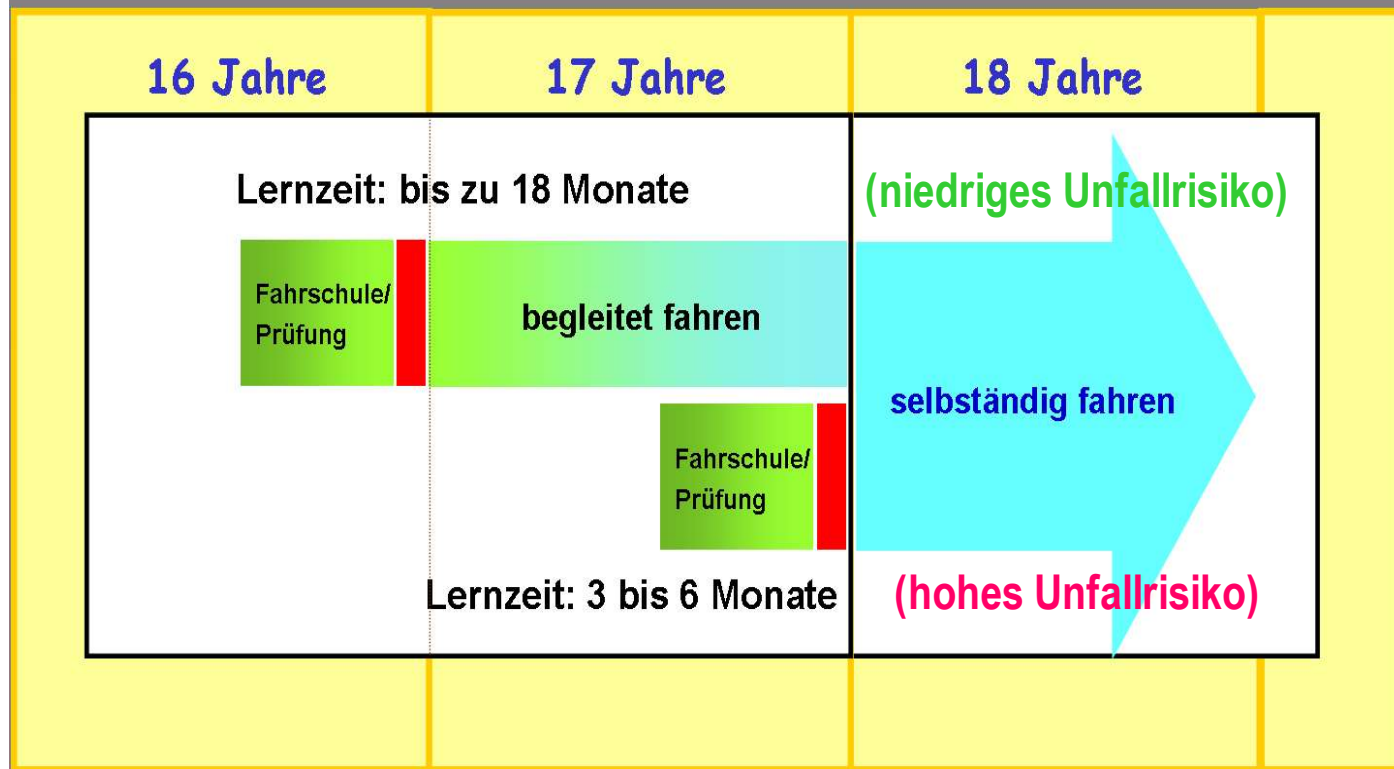 16 Jahre
17 Jahre
18 Jahre
Lernzeit: bis zu 18 Monate
(niedriges Unfallrisiko)
Fahrschule/
Prüfung
begleitet fahren
selbständig fahren
Fahrschule/
Prüfung
Lernzeit: 3 bis 6 Monate
(hohes Unfallrisiko)